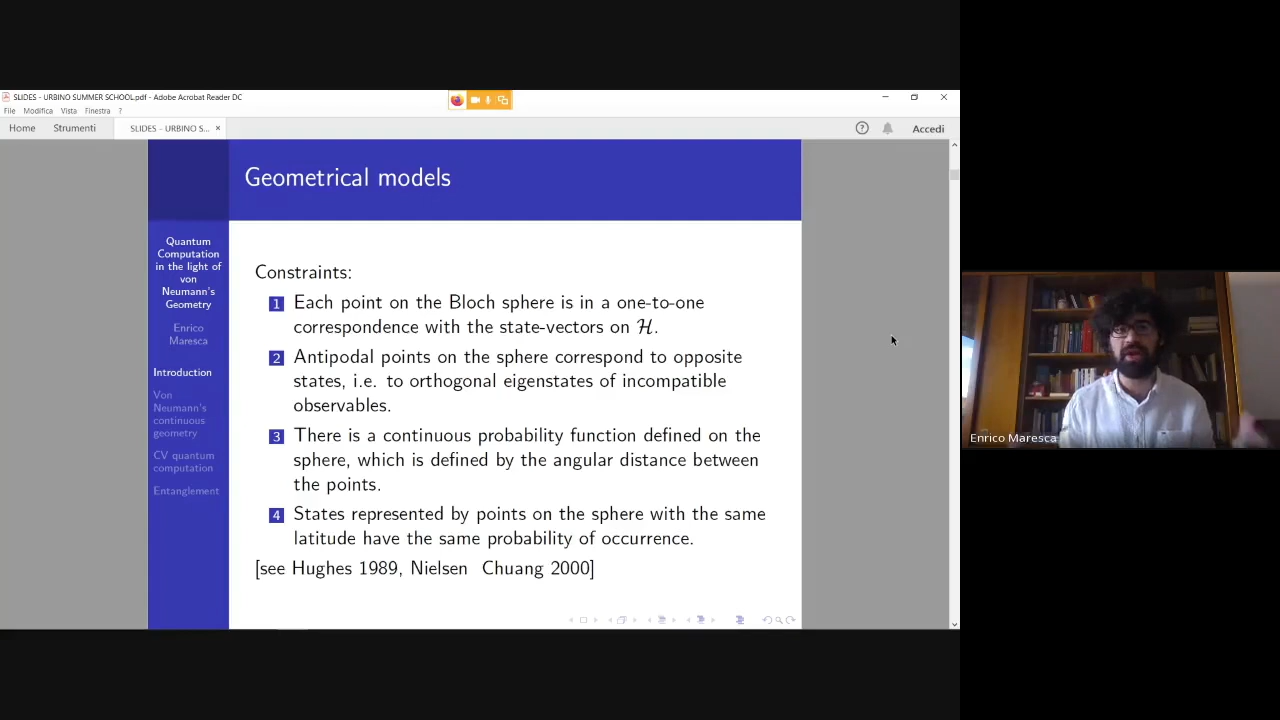 SLIDES - URBINO SUMMER SCHOOL.pdf - Adobe Acrobat Reader DC
File Modifica Vista Finestra ?
Home Strumenti SLIDES - URBINO S... × Accedi
Geometrical models
Quantum
Computation
in the light of
von
Neumann's
Geometry
Enrico
Maresca
Introduction
Von
Neumann's
continuous
geometry
CV quantum
computation
Entanglement
Constraints:
1 Each point on the Bloch sphere is in a one-to-one
correspondence with the state-vectors on ℋ.
2 Antipodal points on the sphere correspond to opposite
states, i.e. to orthogonal eigenstates of incompatible
observables.
3 There is a continuous probability function defined on the
sphere, which is defined by the angular distance between
the points.
4 States represented by points on the sphere with the same
latitude have the same probability of occurrence.
[see Hughes 1989, Nielsen Chuang 2000]
Enrico Maresca